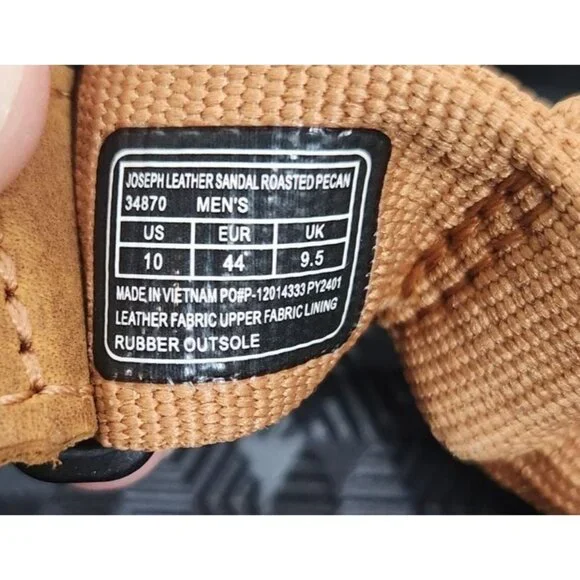 JOSEPH LEATHER SANDAL ROASTED PECAN
34870 MEN'S
US EUR UK
10 44 9.5
MADE IN VIETNAM PO#P-12014333 PY2401
LEATHER FABRIC UPPER FABRIC LINING
RUBBER OUTSOLE